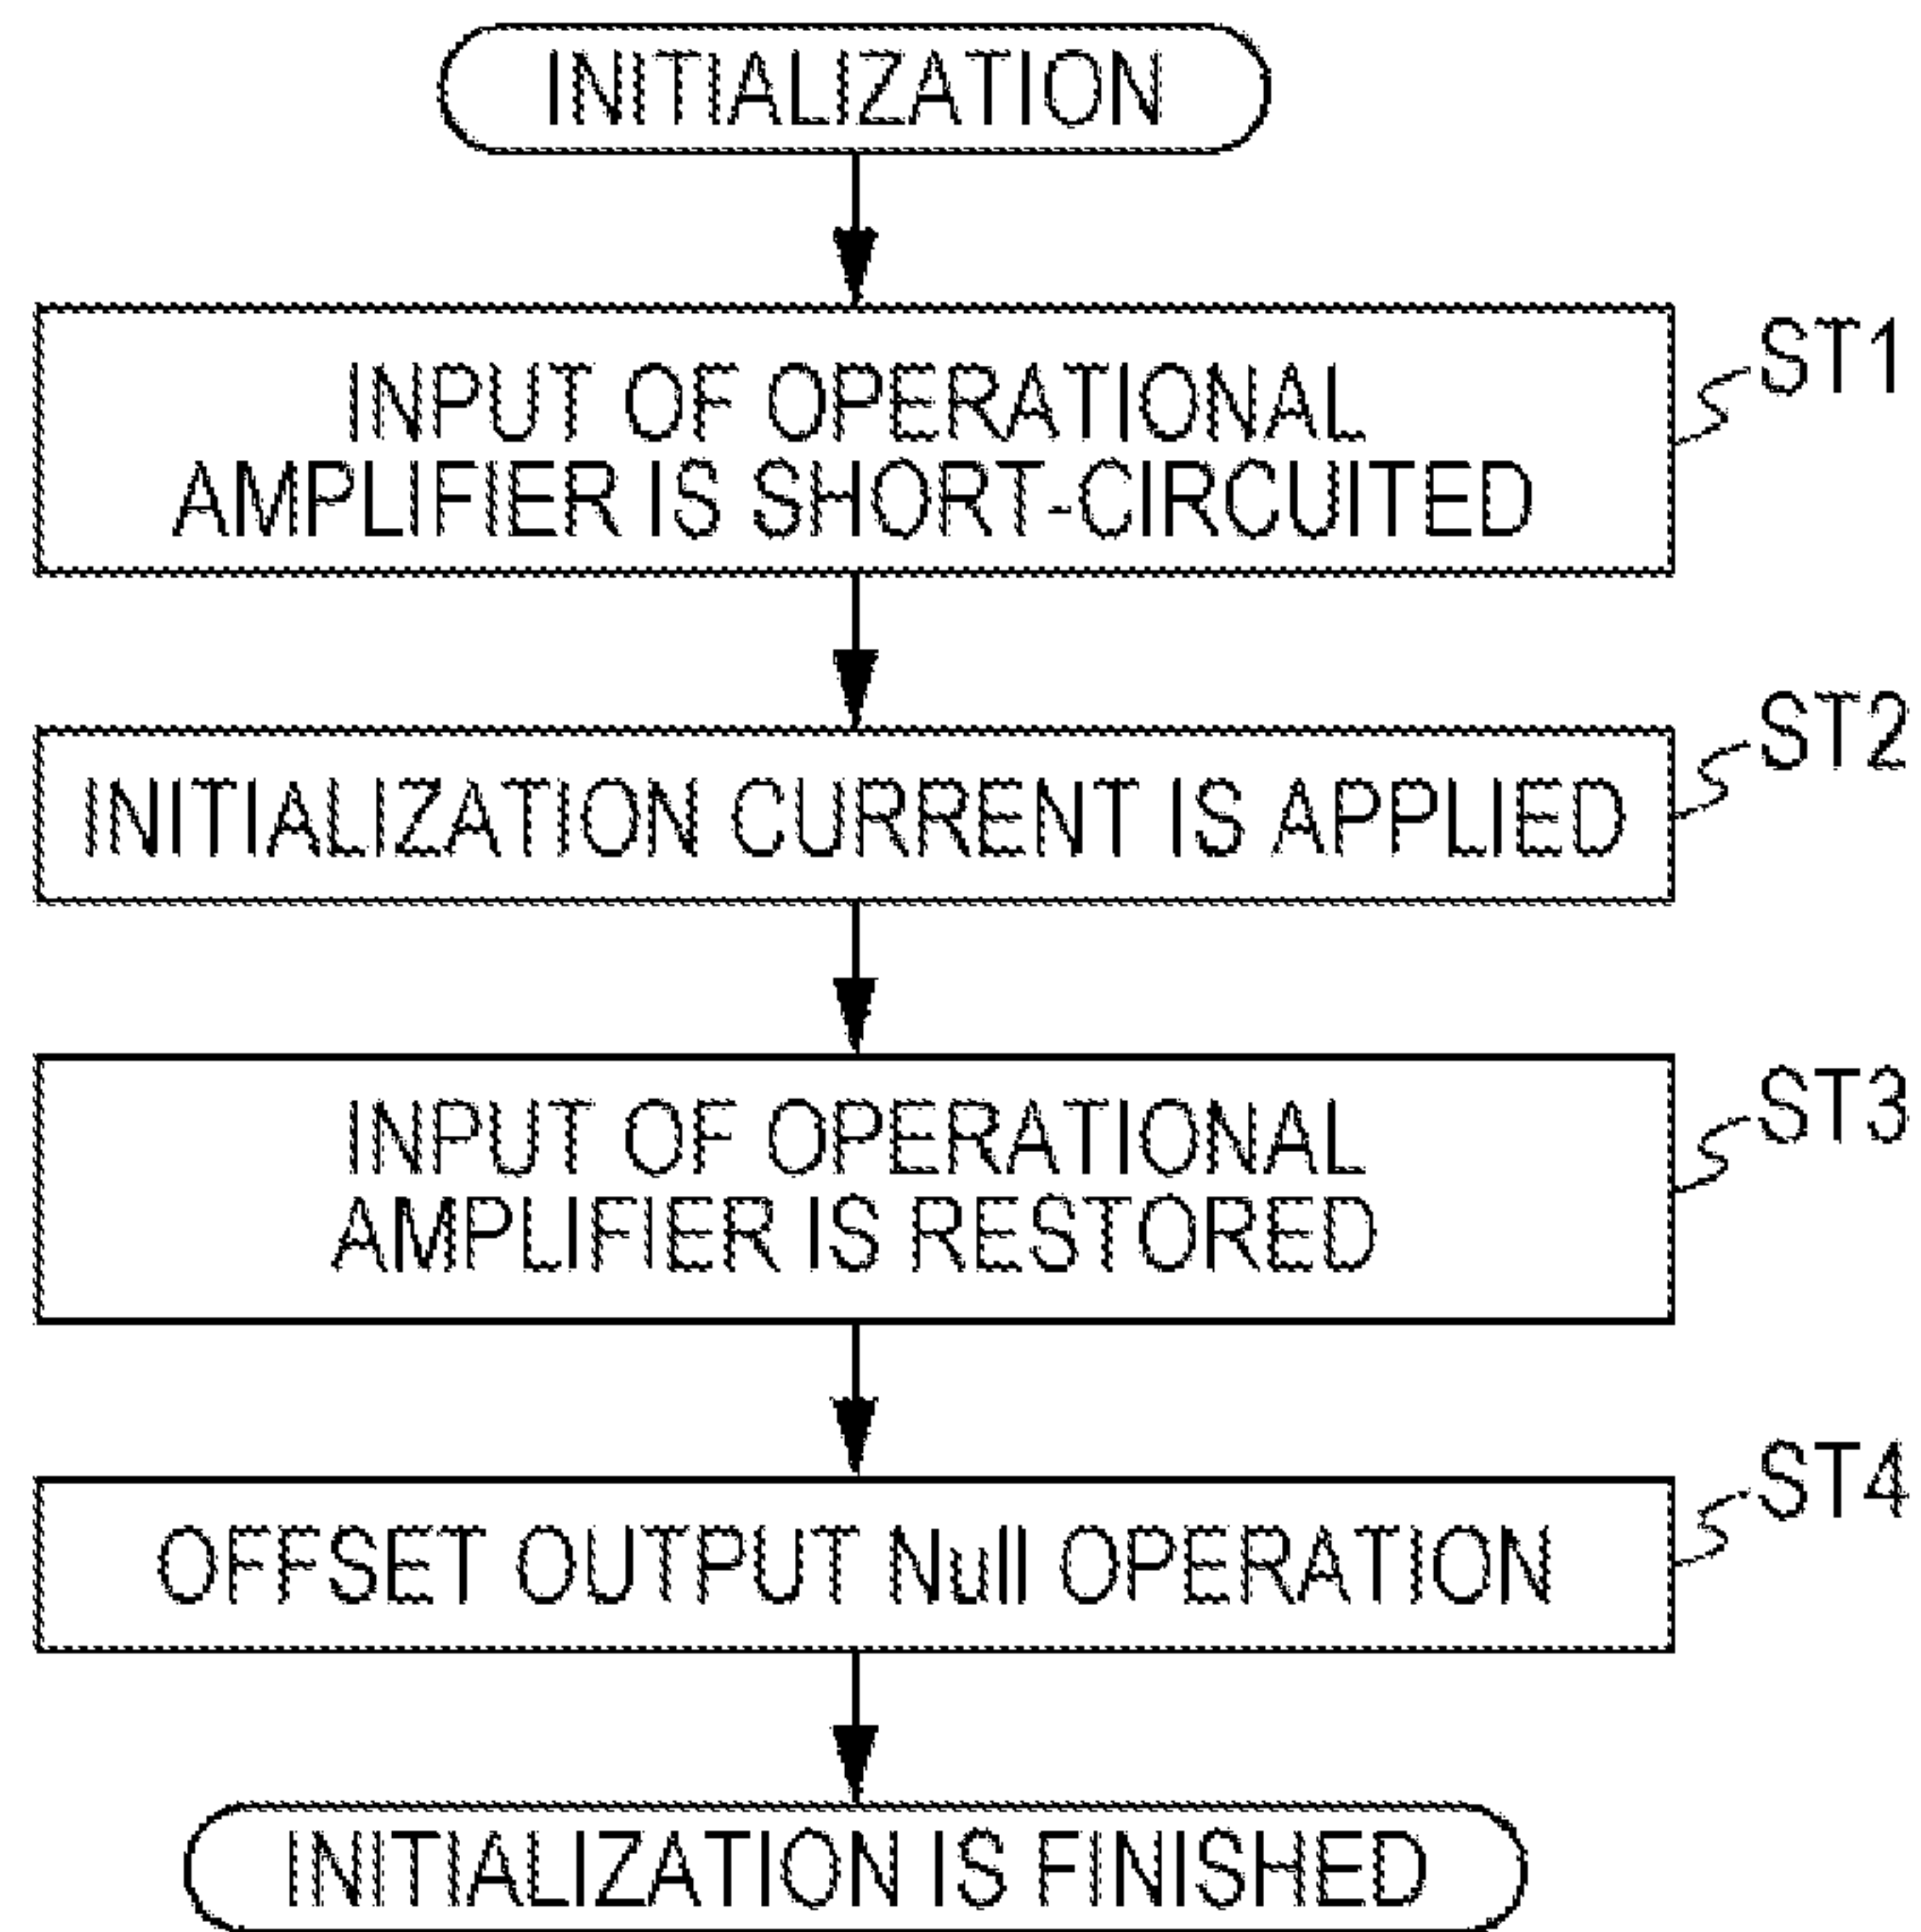 INITIALIZATION
INPUT OF OPERATIONAL
AMPLIFIER IS SHORT-CIRCUITED
ST1
INITIALIZATION CURRENT IS APPLIED
ST2
INPUT OF OPERATIONAL
AMPLIFIER IS RESTORED
ST3
OFFSET OUTPUT Null OPERATION
ST4
INITIALIZATION IS FINISHED